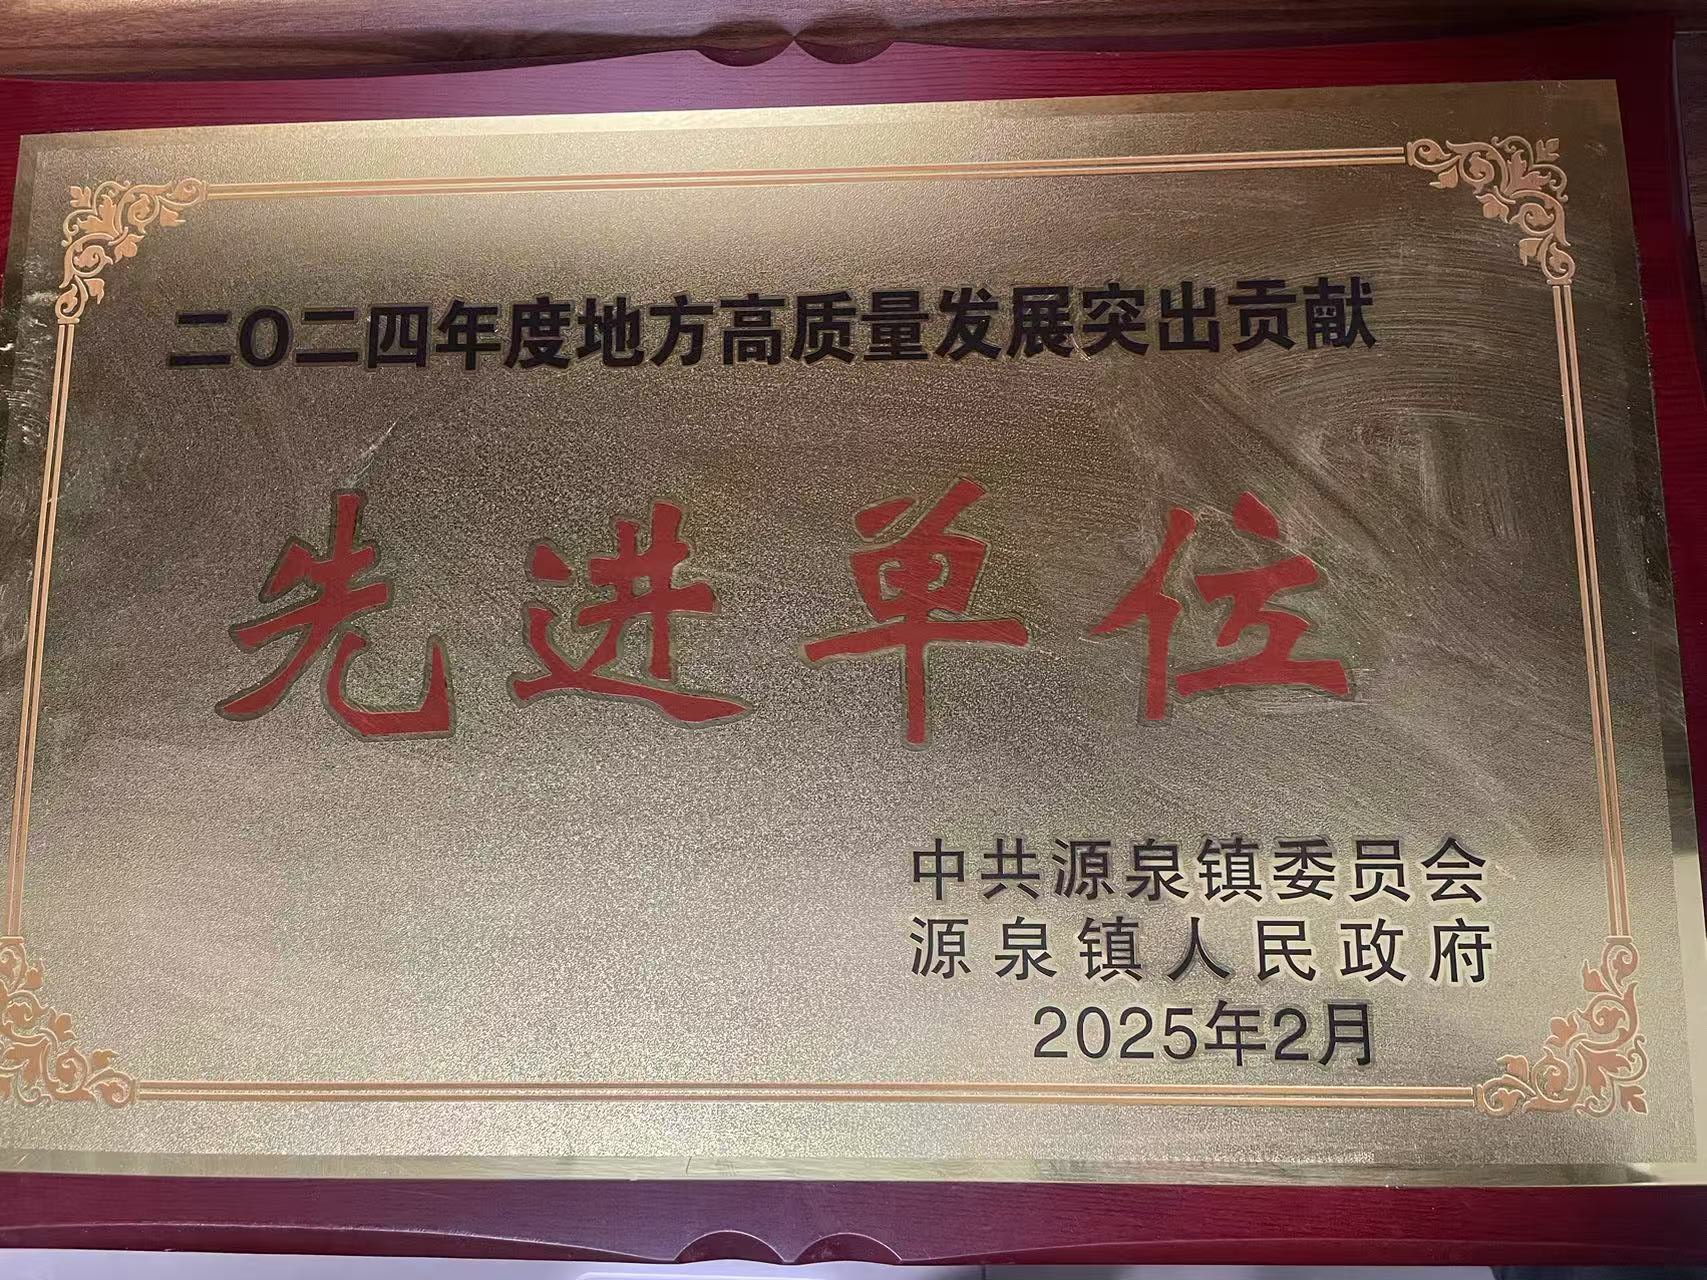 二〇二四年度地方高质量发展突出贡献
先进单位
中共源泉镇委员会
源泉镇人民政府
2025年2月